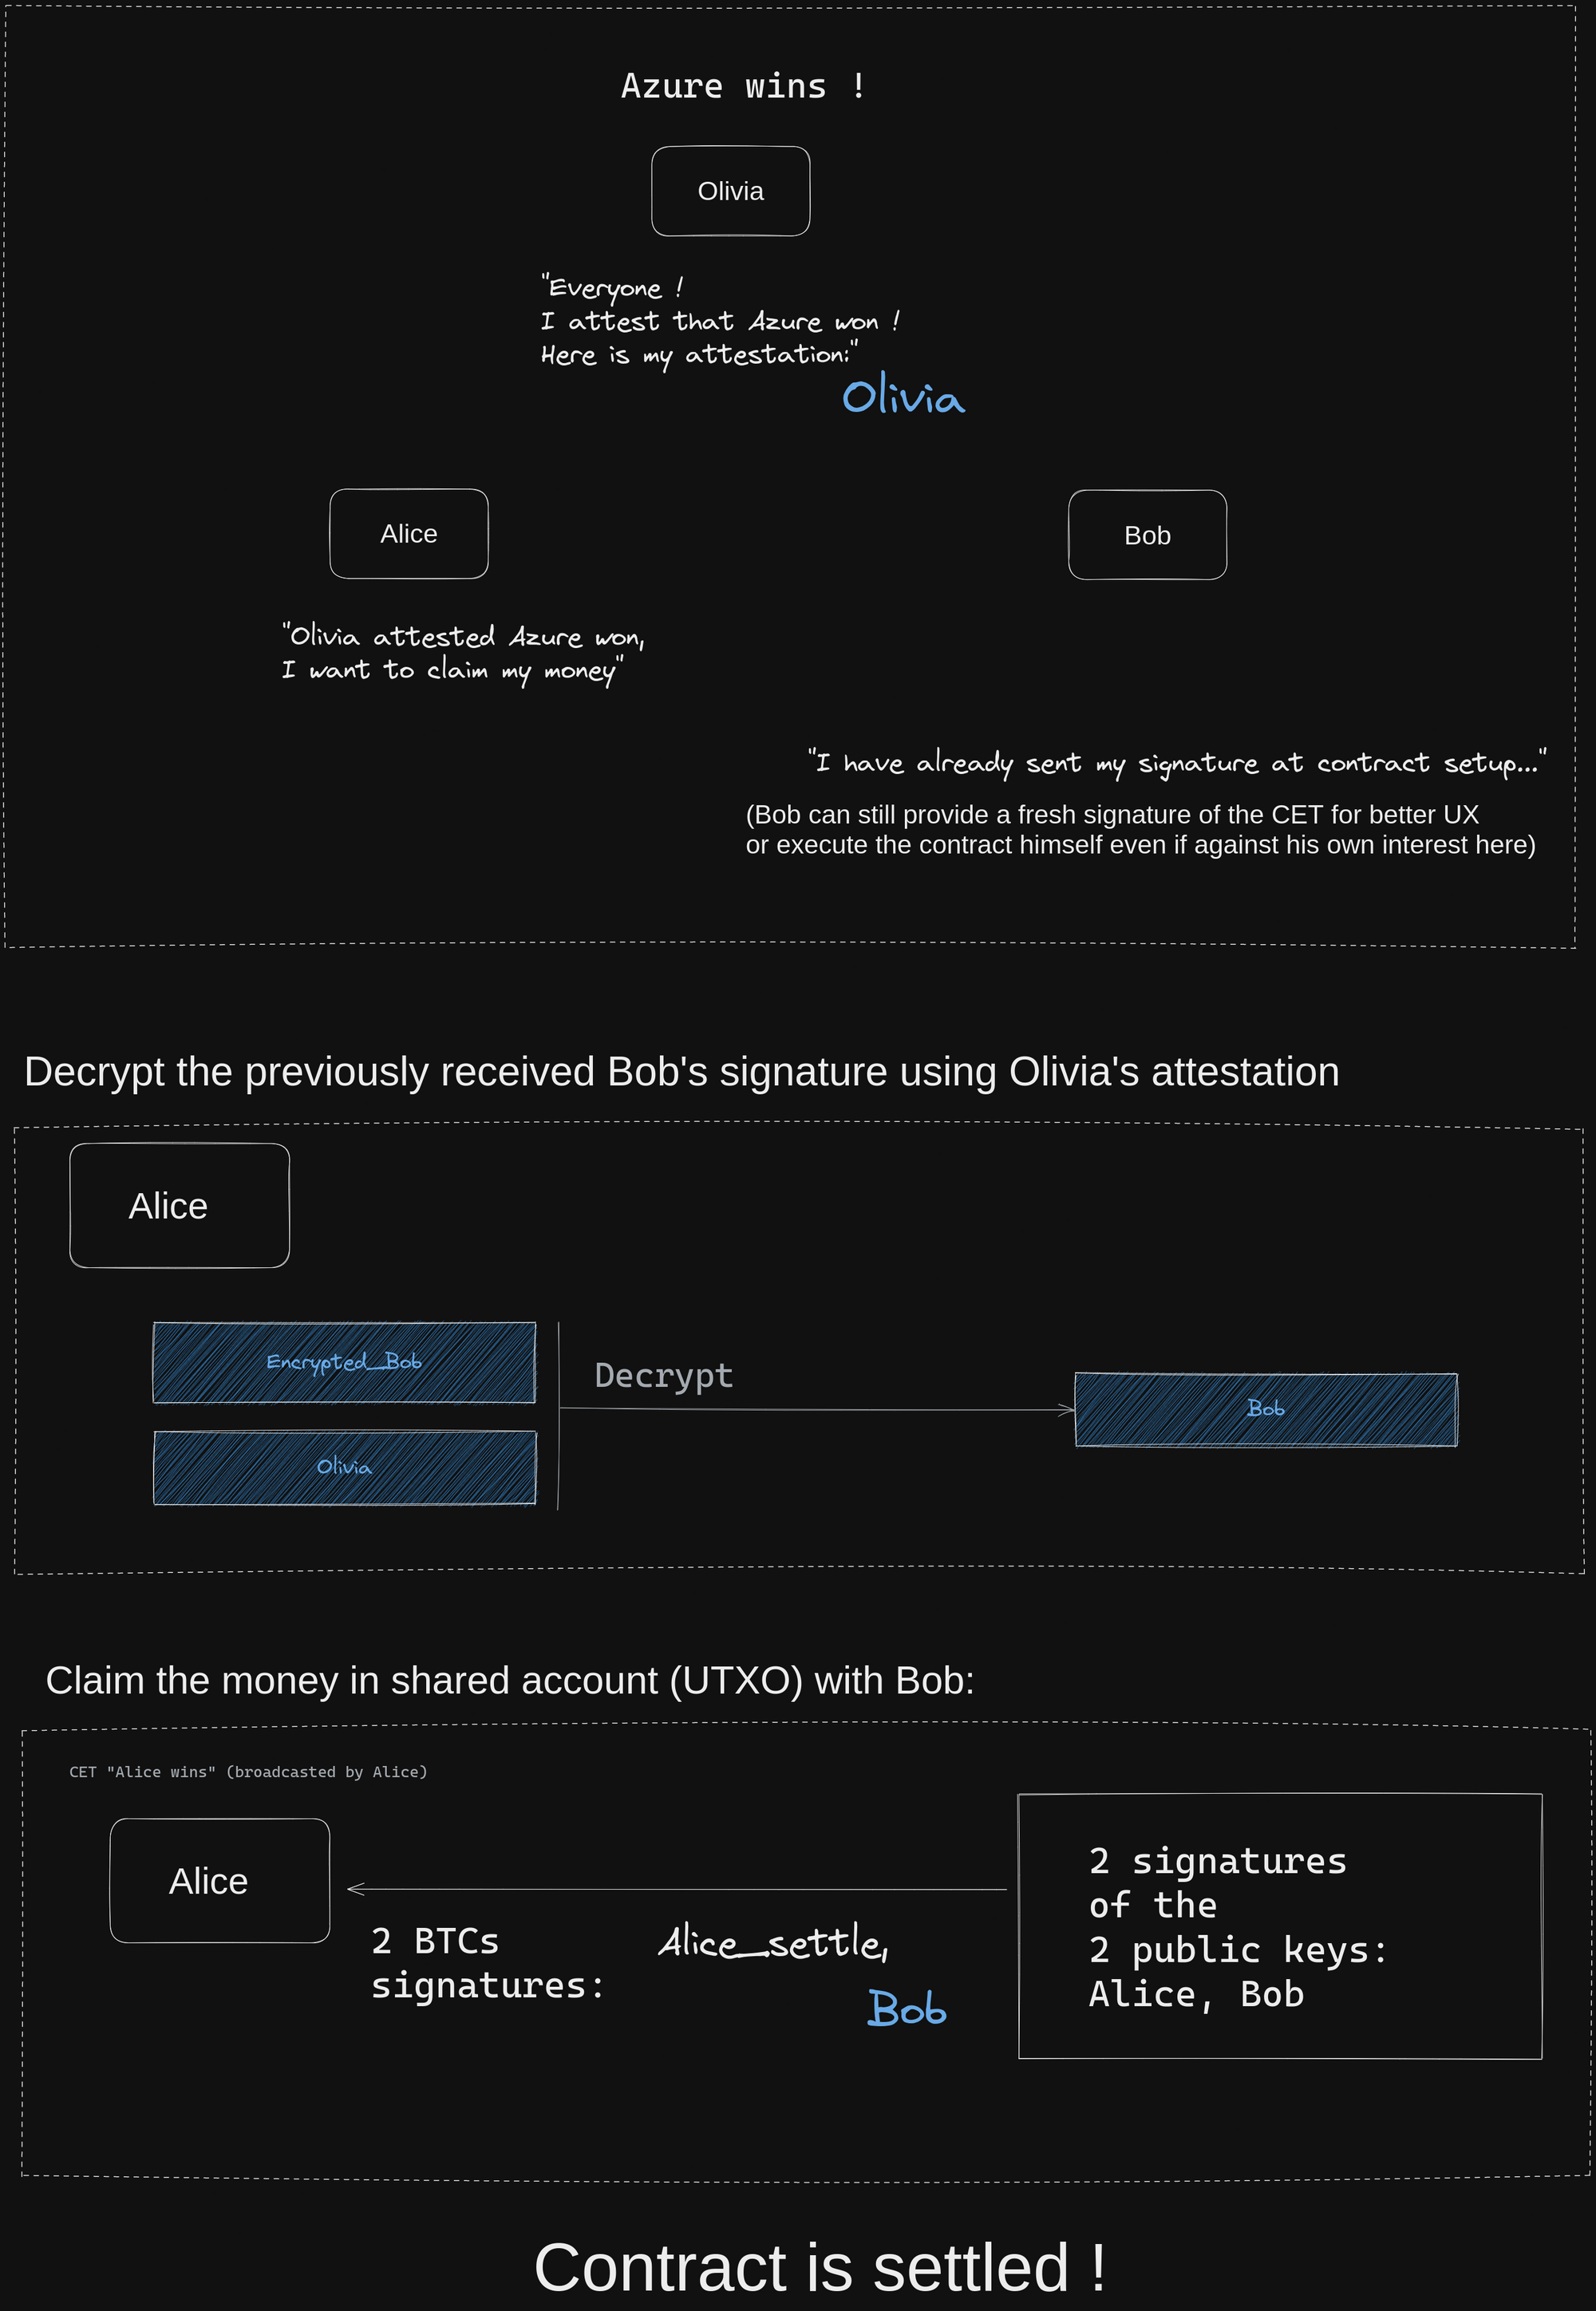 Azure wins !
Olivia
"Everyone !
I attest that Azure won !
Here is my attestation:"
Olivia
Alice
Bob
"Olivia attested Azure won,
I want to claim my money"
"I have already sent my signature at contract setup..."
(Bob can still provide a fresh signature of the CET for better UX
or execute the contract himself even if against his own interest here)
Decrypt the previously received Bob's signature using Olivia's attestation
Alice
Encrypted_Bob
Decrypt
Bob
Olivia
Claim the money in shared account (UTXO) with Bob:
CET "Alice wins" (broadcasted by Alice)
Alice
2 BTCs
signatures:
Alice_settle,
Bob
2 signatures
of the
2 public keys:
Alice, Bob
Contract is settled !